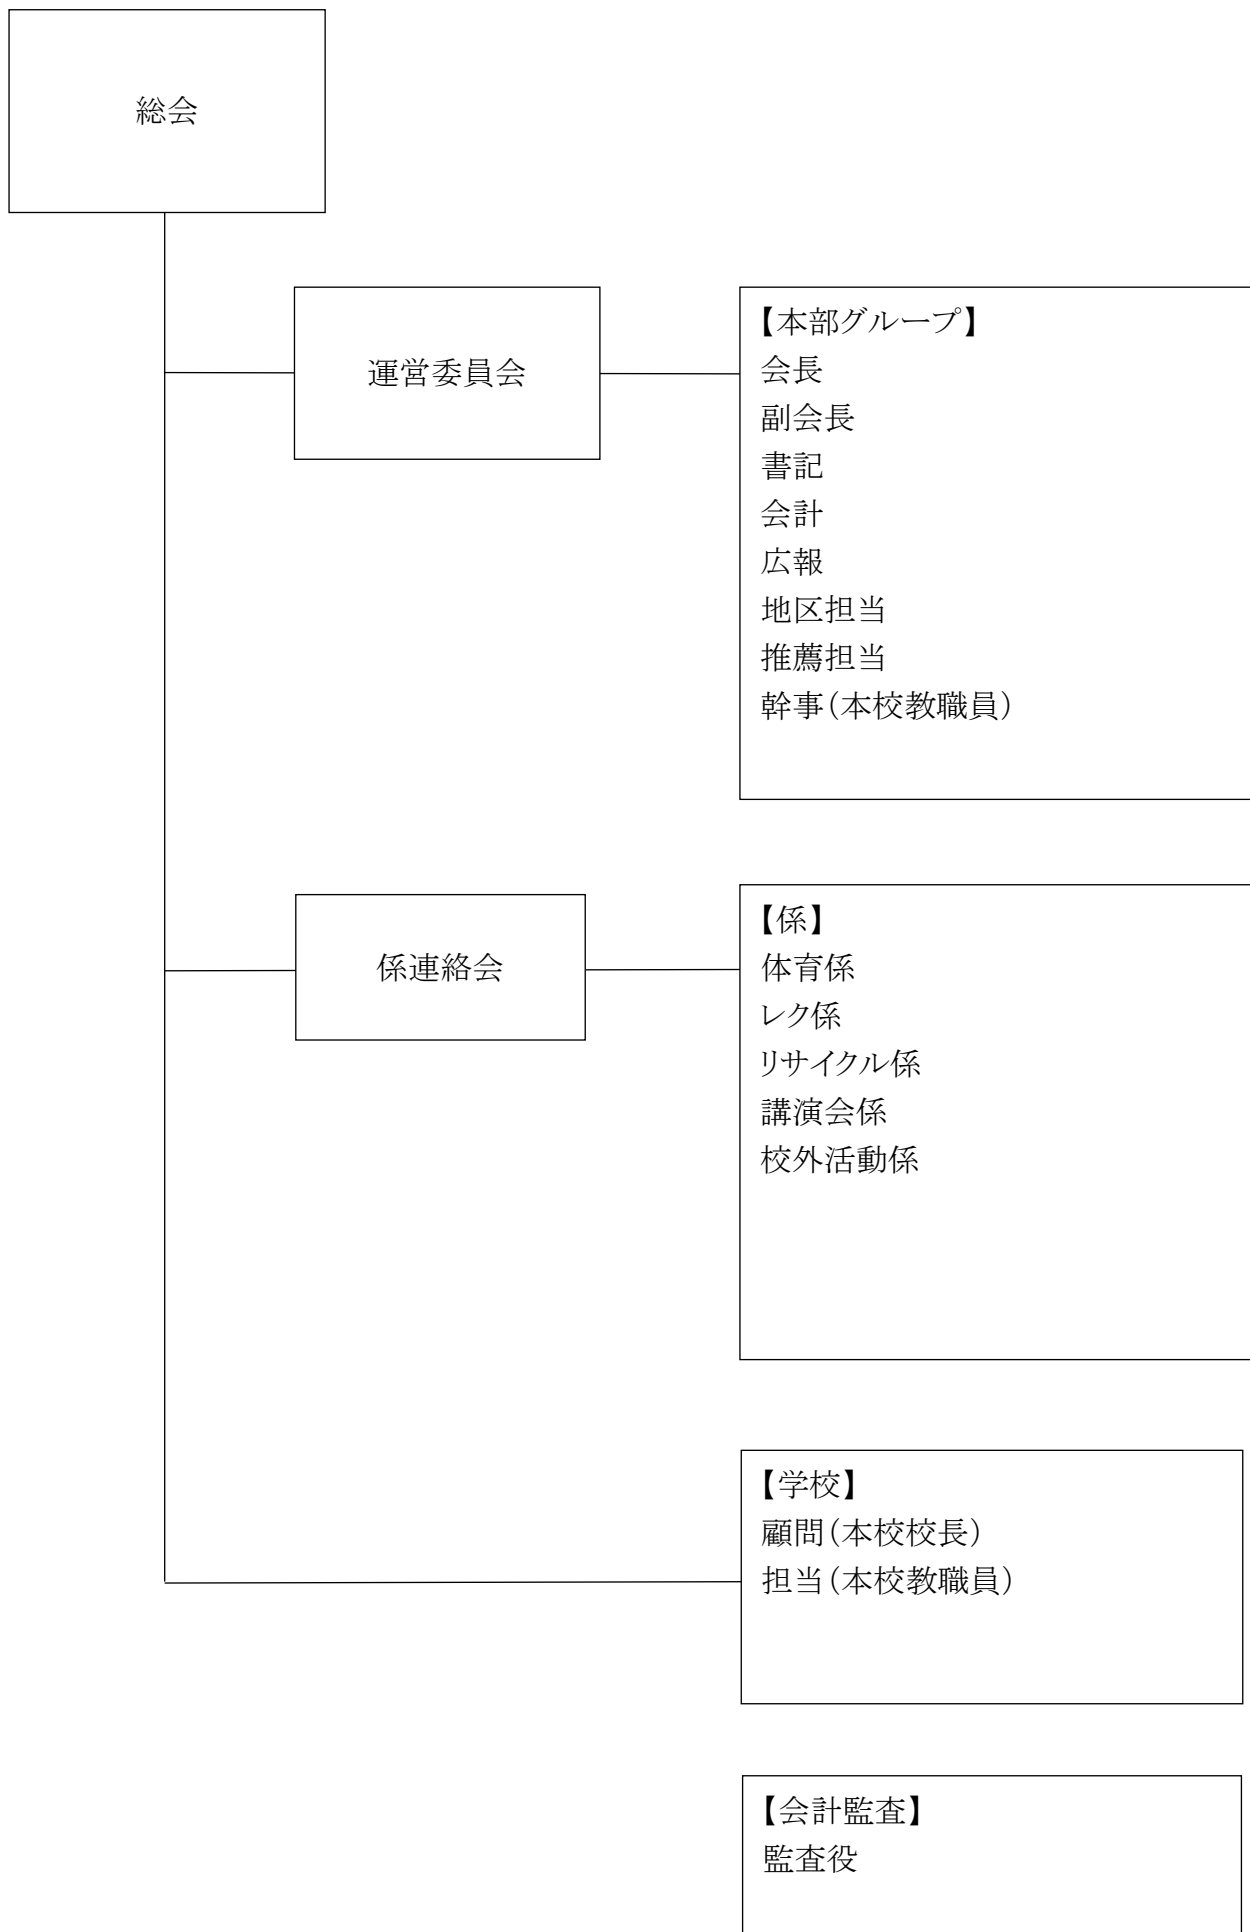 総会
運営委員会
【本部グループ】
会長
副会長
書記
会計
広報
地区担当
推薦担当
幹事(本校教職員)
係連絡会
【係】
体育係
レク係
リサイクル係
講演会係
校外活動係
【学校】
顧問(本校校長)
担当(本校教職員)
【会計監査】
監査役